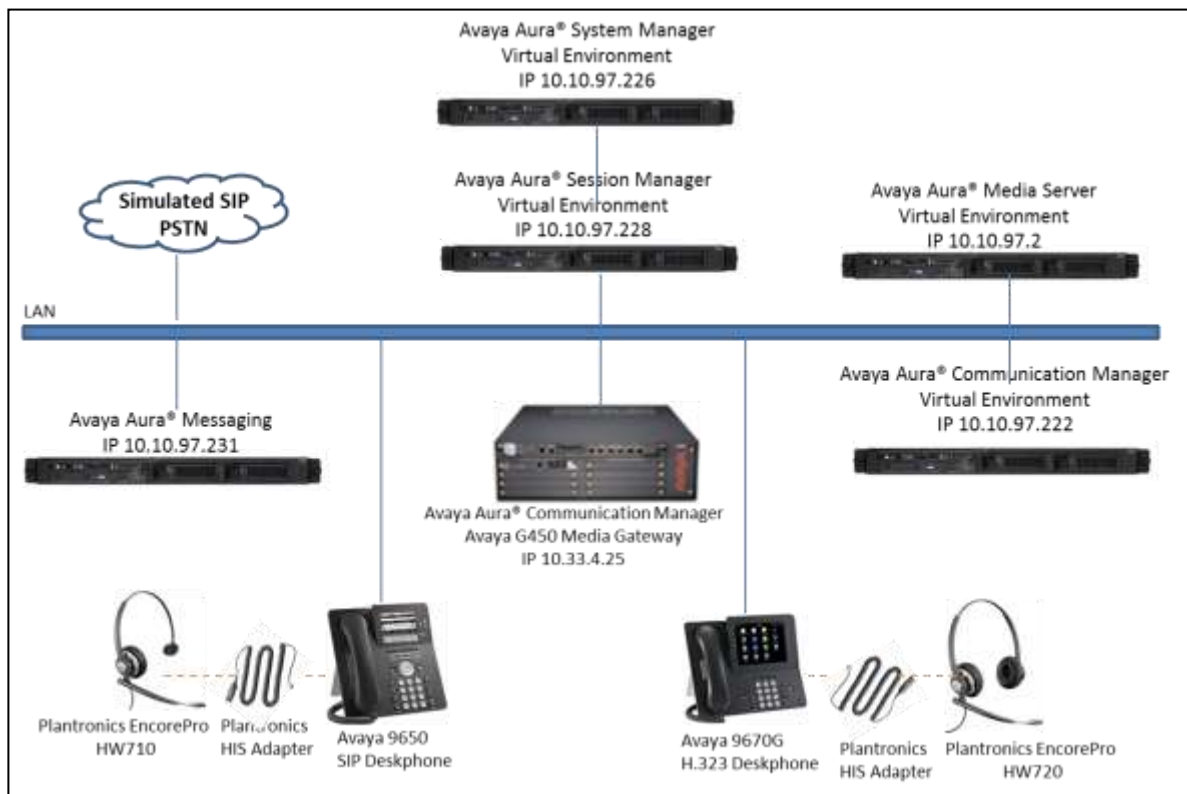 Avaya Aura® System Manager
Virtual Environment
IP 10.10.97.226
Avaya Aura® Session Manager
Virtual Environment
IP 10.10.97.228
Simulated SIP
PSTN
Avaya Aura® Media Server
Virtual Environment
IP 10.10.97.2
LAN
Avaya Aura® Messaging
IP 10.10.97.231
Avaya Aura® Communication Manager
Virtual Environment
IP 10.10.97.222
Avaya Aura® Communication Manager
Avaya G450 Media Gateway
IP 10.33.4.25
Plantronics EncorePro
HW710
Plantronics
HIS Adapter
Avaya 9650
SIP Deskphone
Avaya 9670G
H.323 Deskphone
Plantronics
HIS Adapter
Plantronics EncorePro
HW720